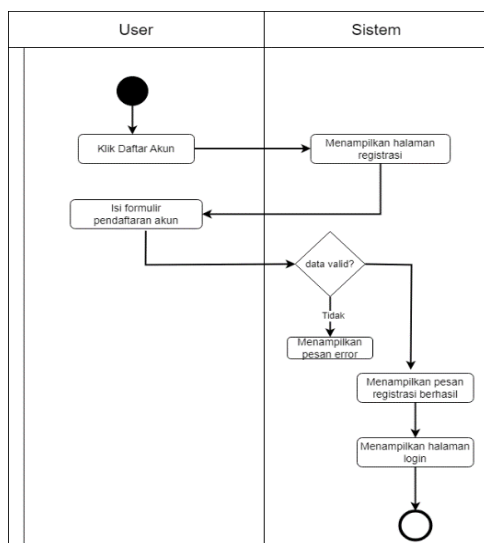 User
Sistem
Klik Daftar Akun
Menampilkan halaman
registrasi
Isi formulir
pendaftaran akun
data valid?
Tidak
Menampilkan
pesan error
Menampilkan pesan
registrasi berhasil
Menampilkan halaman
login